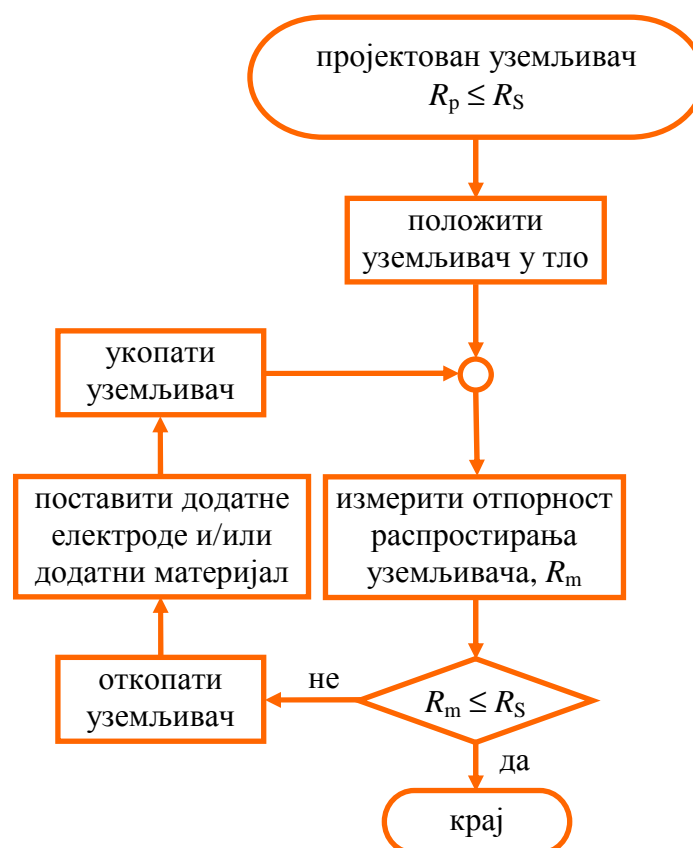 пројектован уземљивач
Rp ≤ RS
положити
уземљивач у тло
укопати
уземљивач
поставити додатне
електроде и/или
додатни материјал
измерити отпорност
распростирања
уземљивача, Rm
откопати
уземљивач
не
Rm ≤ RS
да
крај